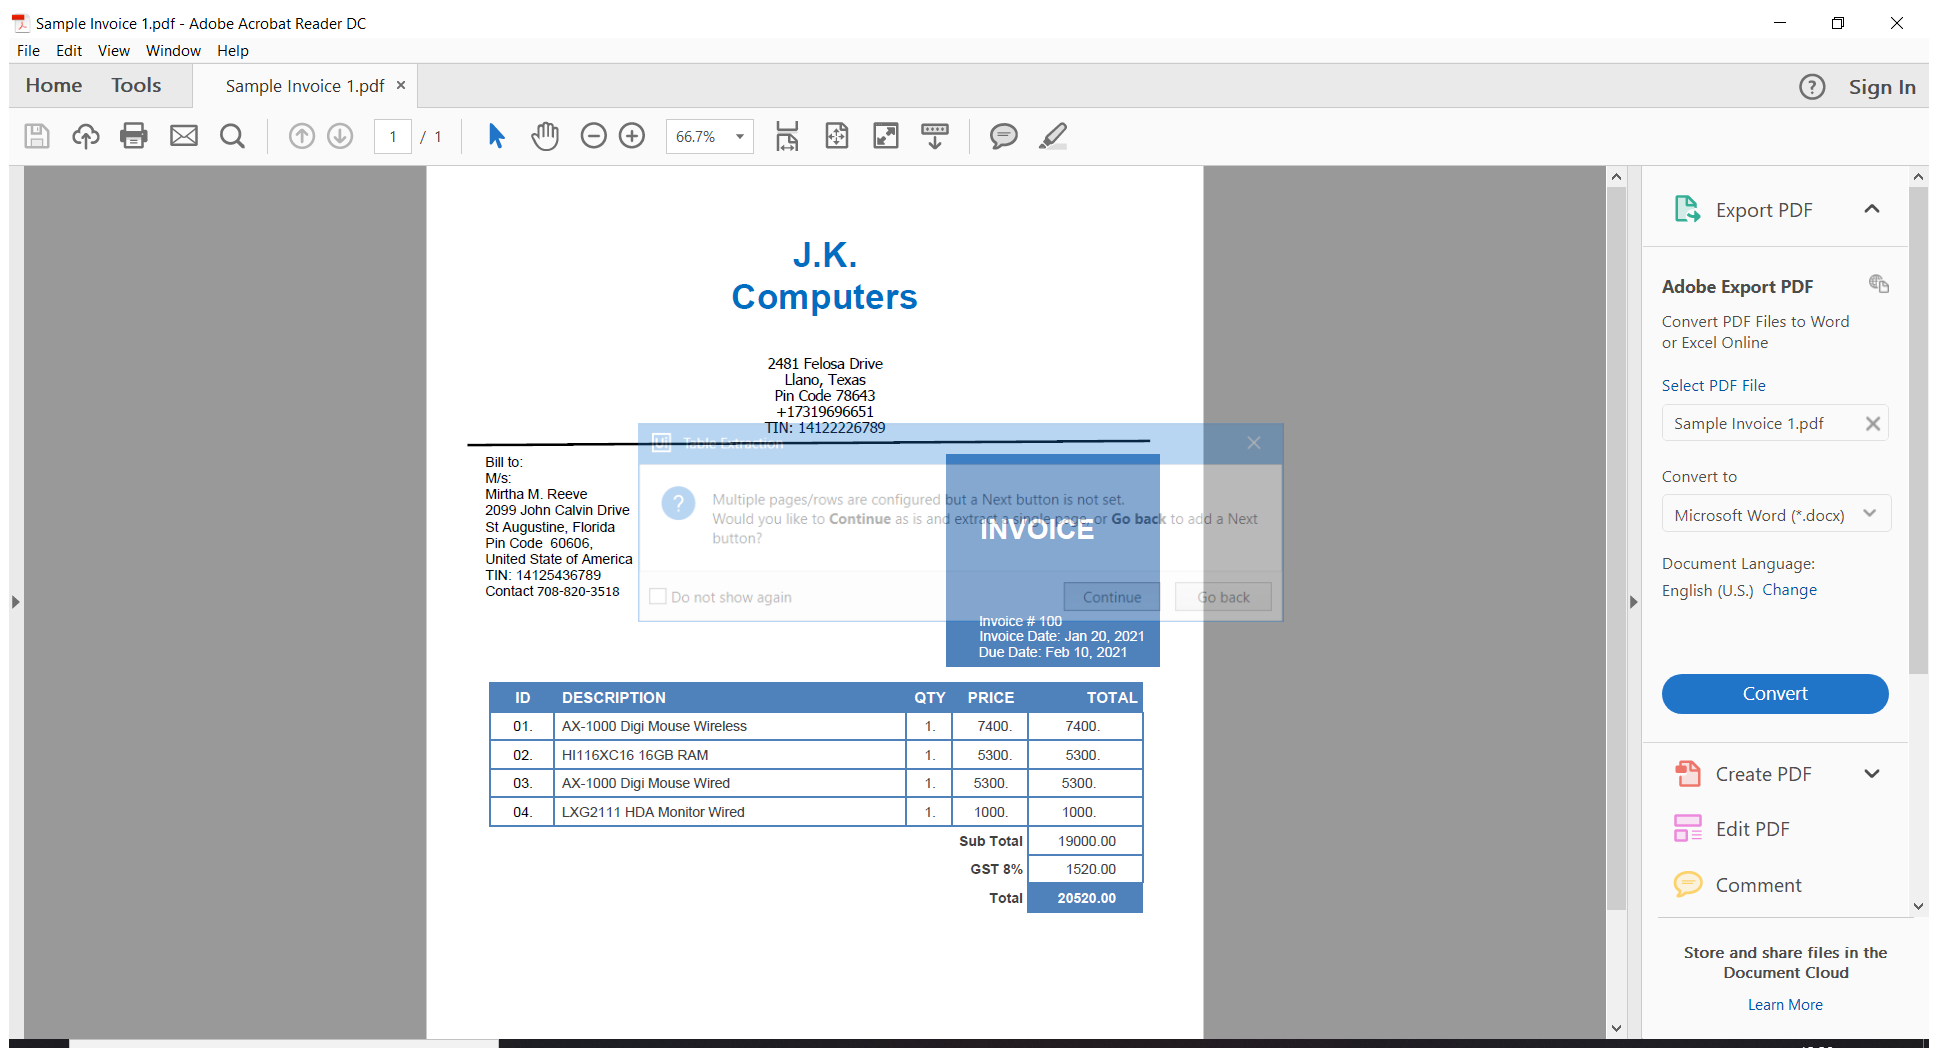 Sample Invoice 1.pdf - Adobe Acrobat Reader DC
File Edit View Window Help
Home Tools Sample Invoice 1.pdf × ? Sign In
1 / 1 66.7%
J.K.
Computers
2481 Felosa Drive
Llano, Texas
Pin Code 78643
+17319696651
TIN: 14122226789
Table Extraction
Bill to:
M/s:
Mirtha M. Reeve
2099 John Calvin Drive
St Augustine, Florida
Pin Code 60606,
United State of America
TIN: 14125436789
Contact 708-820-3518
? Multiple pages/rows are configured but a Next button is not set.
Would you like to Continue as is and extract a single page, or Go back to add a Next
button?
Do not show again Continue Go back
INVOICE
Invoice # 100
Invoice Date: Jan 20, 2021
Due Date: Feb 10, 2021
ID DESCRIPTION QTY PRICE TOTAL
01. AX-1000 Digi Mouse Wireless 1. 7400. 7400.
02. HI116XC16 16GB RAM 1. 5300. 5300.
03. AX-1000 Digi Mouse Wired 1. 5300. 5300.
04. LXG2111 HDA Monitor Wired 1. 1000. 1000.
Sub Total 19000.00
GST 8% 1520.00
Total 20520.00
Export PDF
Adobe Export PDF
Convert PDF Files to Word
or Excel Online
Select PDF File
Sample Invoice 1.pdf
Convert to
Microsoft Word (*.docx)
Document Language:
English (U.S.) Change
Convert
Create PDF
Edit PDF
Comment
Store and share files in the
Document Cloud
Learn More